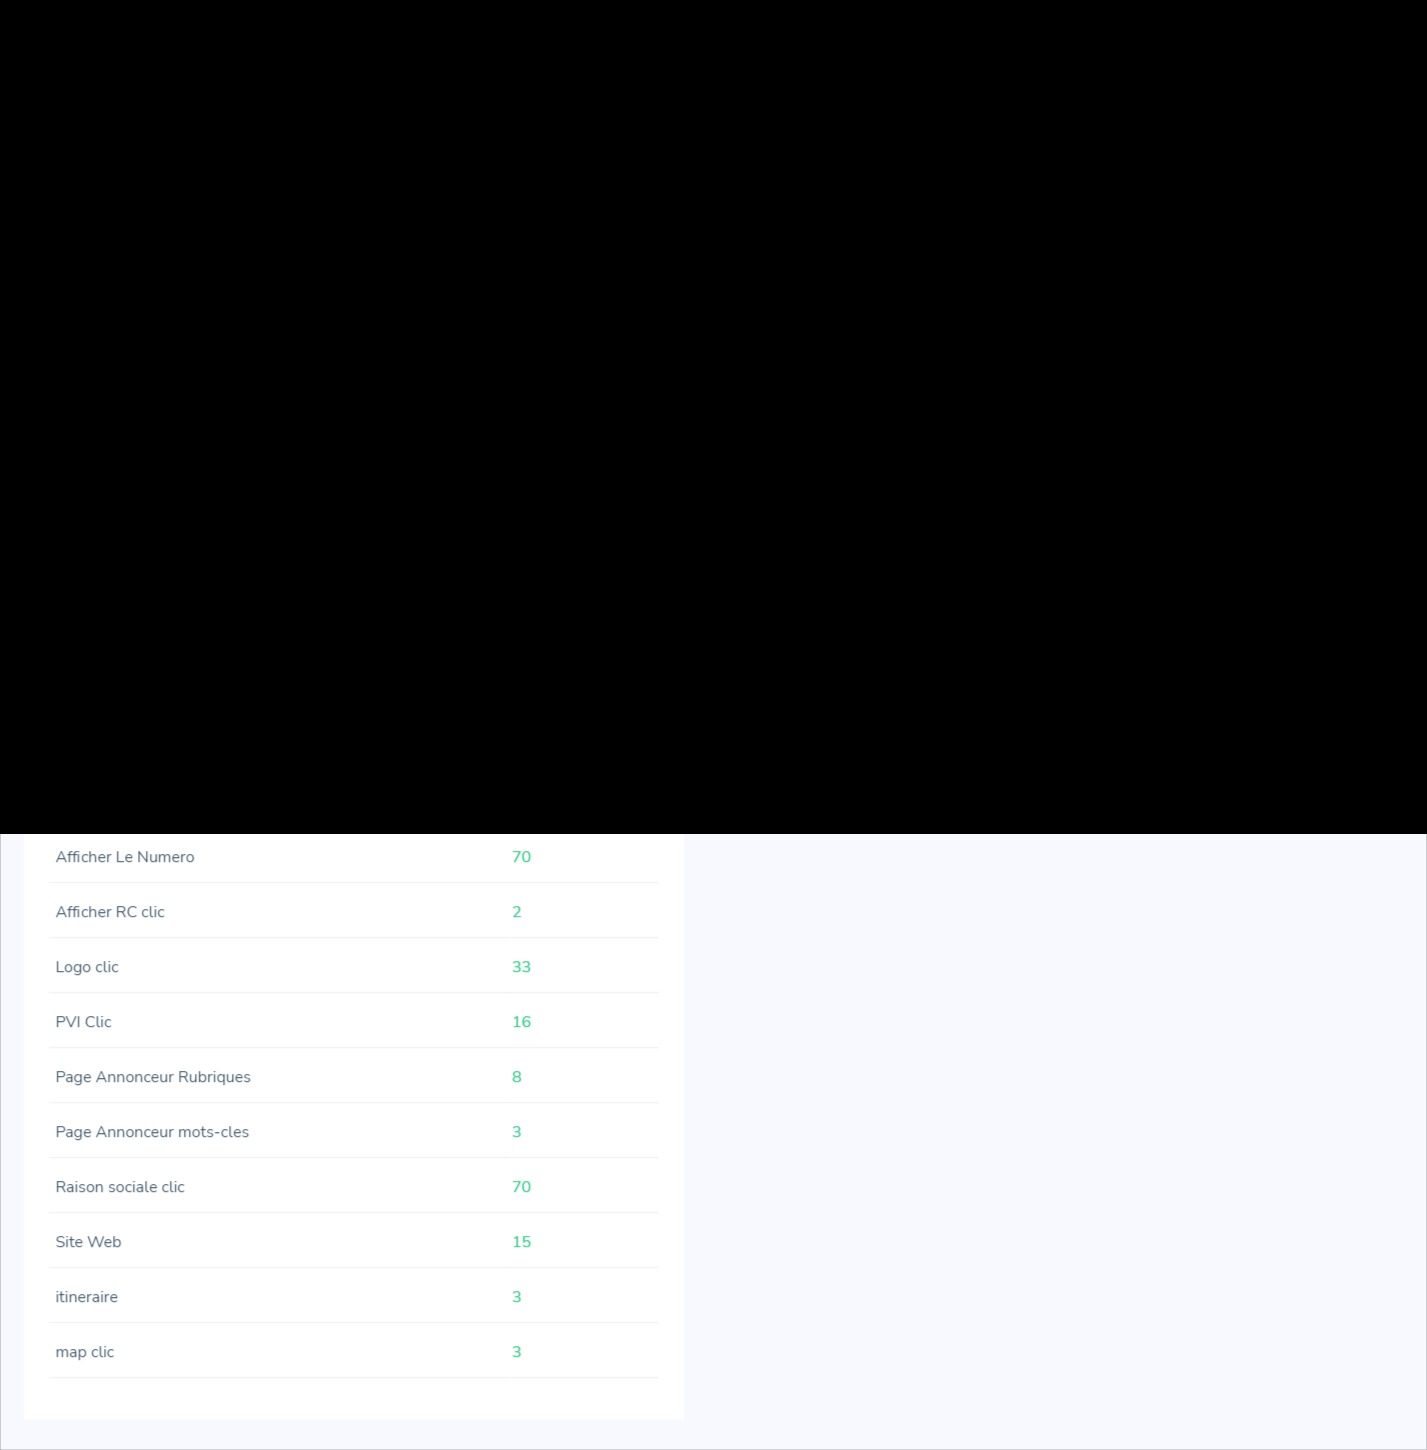 Afficher Le Numero 70
Afficher RC clic 2
Logo clic 33
PVI Clic 16
Page Annonceur Rubriques 8
Page Annonceur mots-cles 3
Raison sociale clic 70
Site Web 15
itineraire 3
map clic 3